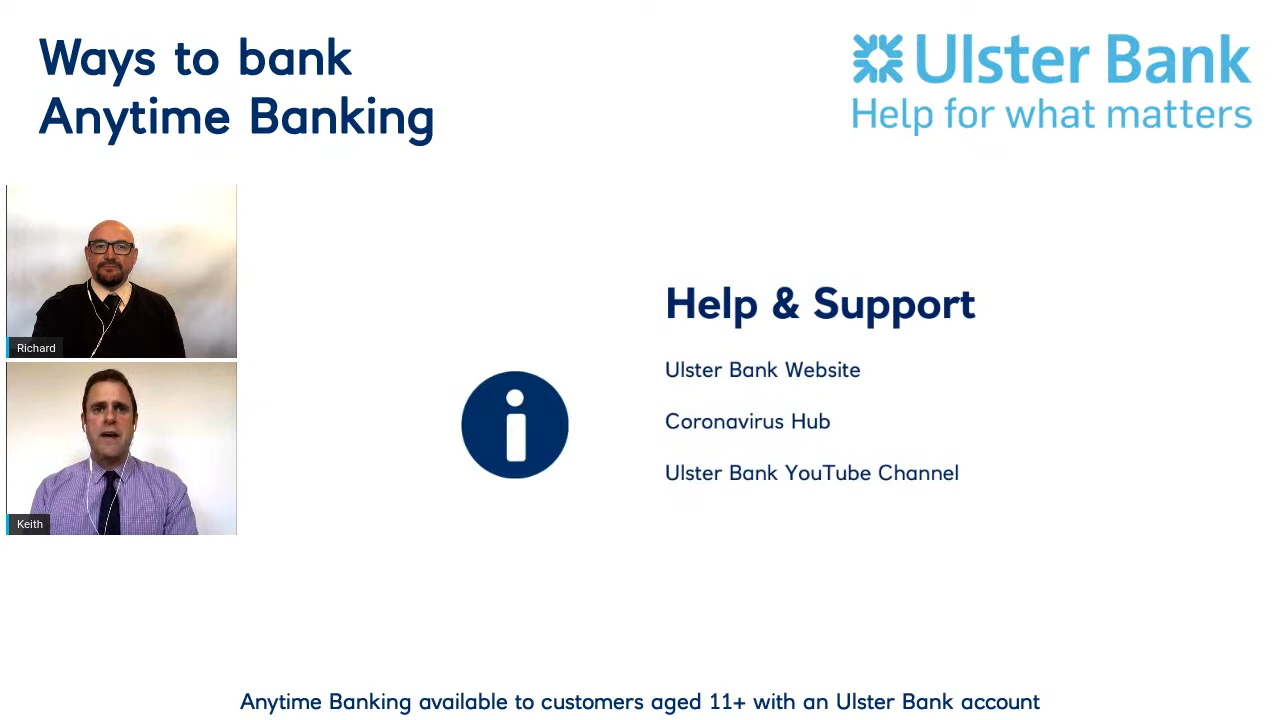 Ways to bank
Anytime Banking
Ulster Bank
Help for what matters
Richard
Keith
Help & Support
Ulster Bank Website
Coronavirus Hub
Ulster Bank YouTube Channel
Anytime Banking available to customers aged 11+ with an Ulster Bank account